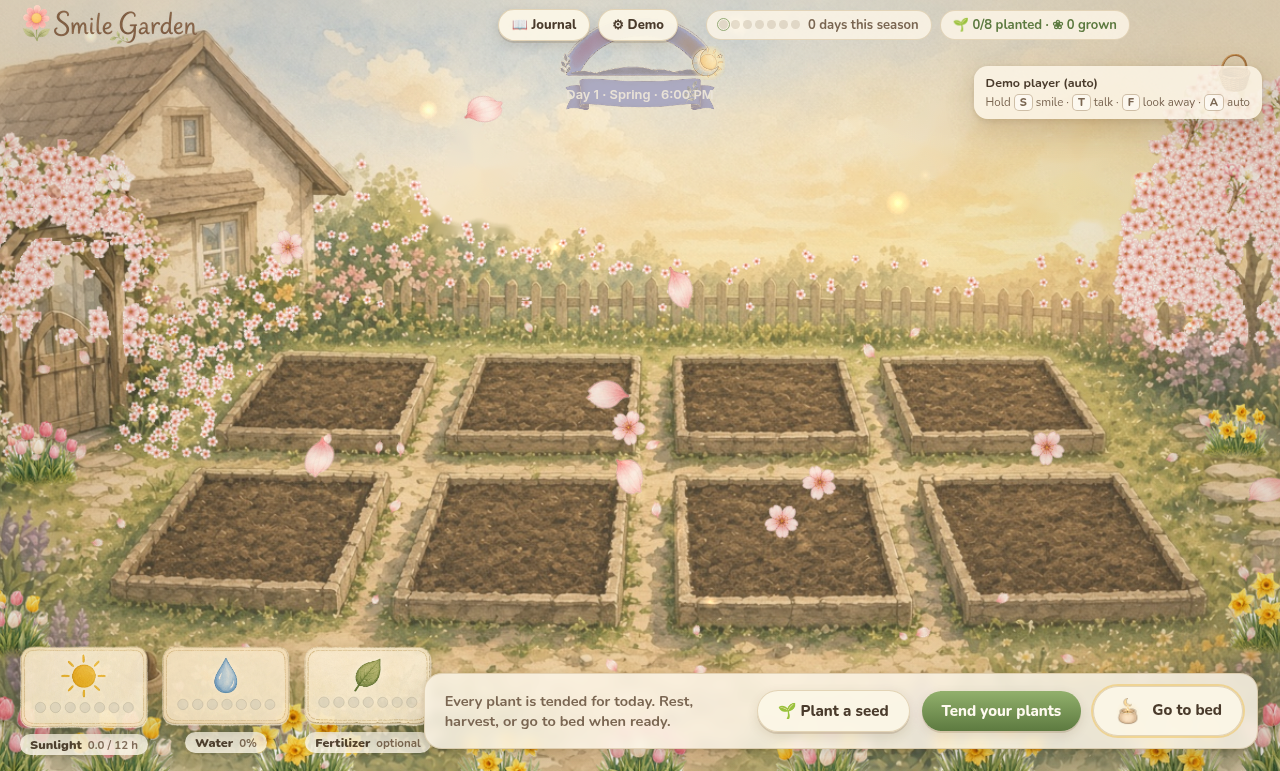 Smile Garden
📖 Journal
⚙ Demo
0 days this season
🌱 0/8 planted · ❀ 0 grown
Day 1 · Spring · 6:00 PM
Demo player (auto)
Hold S smile · T talk · F look away · A auto
Every plant is tended for today. Rest,
harvest, or go to bed when ready.
🌱 Plant a seed
Tend your plants
Go to bed
Sunlight 0.0 / 12 h
Water 0%
Fertilizer optional